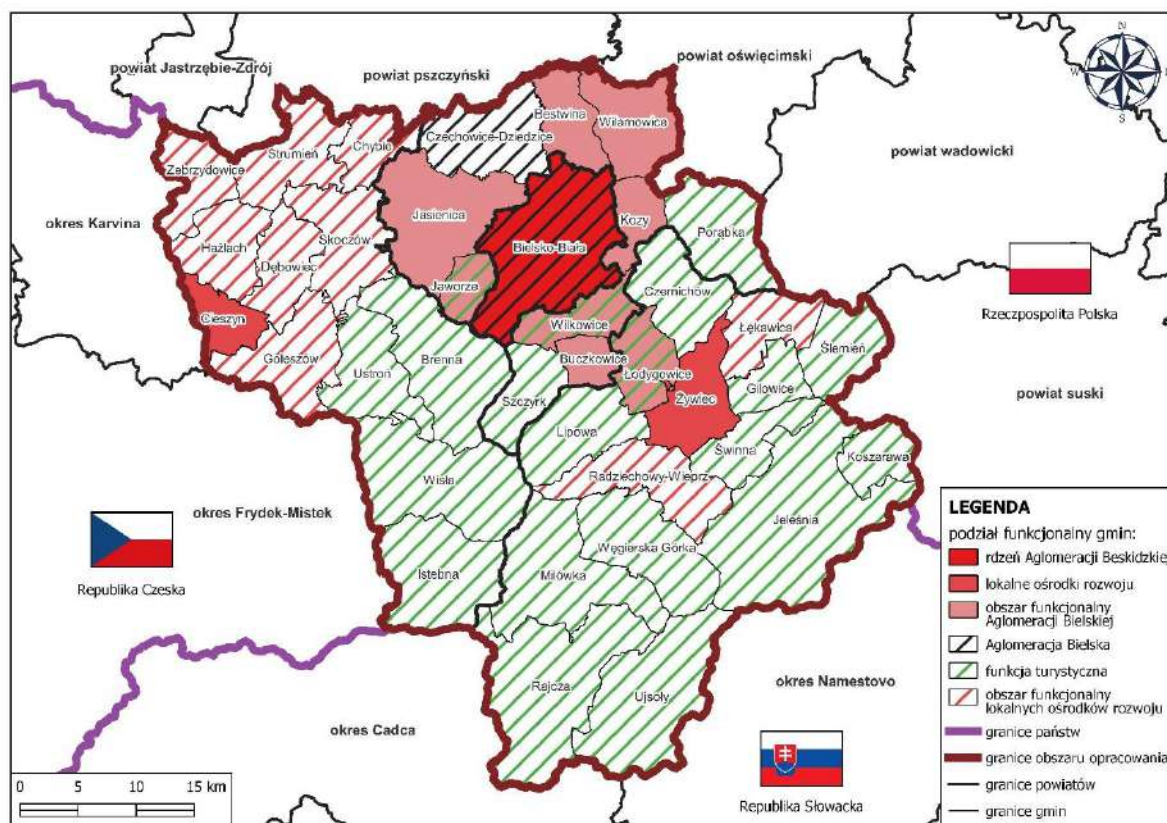 powiat Jastrzębie-Zdrój
powiat pszczyński
powiat oświęcimski
N
W
E
S
Bestwina
Wilamowice
Czechowice-Dziedzice
Strumień
Chybie
Zebrzydowice
powiat wadowicki
okres Karvina
Jasienica
Kozy
Porąbka
Hażlach
Skoczów
Bielsko-Biała
Dębowiec
Jaworze
Czernichów
Cieszyn
Wilkowice
Łękawica
Rzeczpospolita Polska
Goleszów
Ustroń
Brenna
Buczkowice
Łodygowice
Ślemień
Szczyrk
Żywiec
Gilowice
powiat suski
Lipowa
Świnna
Koszarawa
Radziechowy-Wieprz
Wisła
okres Frydek-Mistek
Jeleśnia
Węgierska Górka
Istebna
Milówka
Republika Czeska
Rajcza
Ujsoły
okres Namestovo
okres Cadca
Republika Słowacka
0 5 10 15 km
LEGENDA
podział funkcjonalny gmin:
rdzeń Aglomeracji Beskidzkiej
lokalne ośrodki rozwoju
obszar funkcjonalny
Aglomeracji Bielskiej
Aglomeracja Bielska
funkcja turystyczna
obszar funkcjonalny
lokalnych ośrodków rozwoju
granice państw
granice obszaru opracowania
granice powiatów
granice gmin